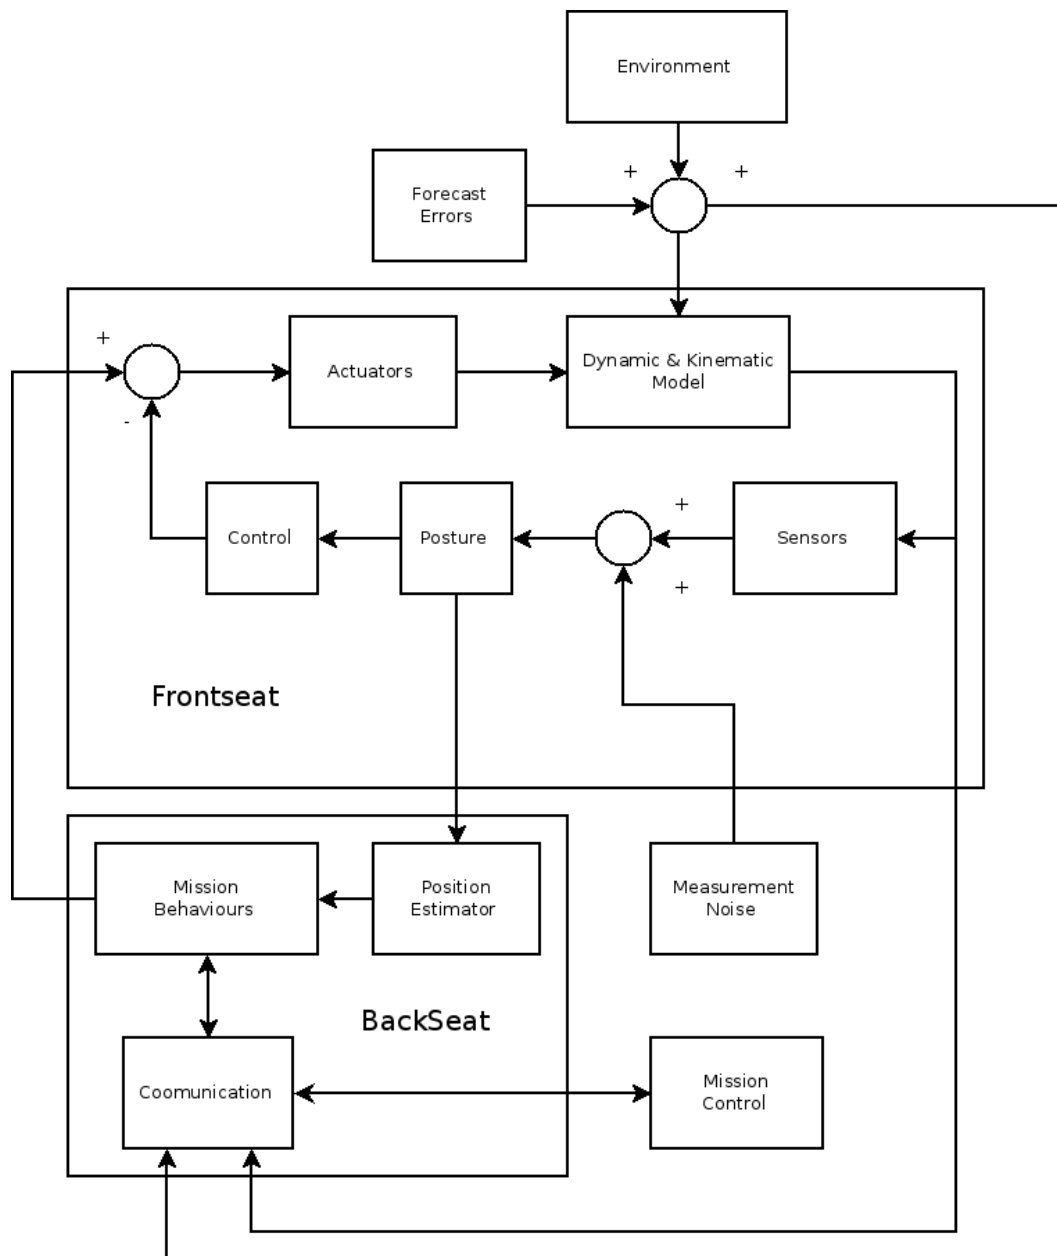 Environment
+
+
Forecast
Errors
+
Actuators
Dynamic & Kinematic
Model
-
Control
Posture
+
Sensors
+
Frontseat
Mission
Behaviours
Position
Estimator
Measurement
Noise
BackSeat
Coomunication
Mission
Control